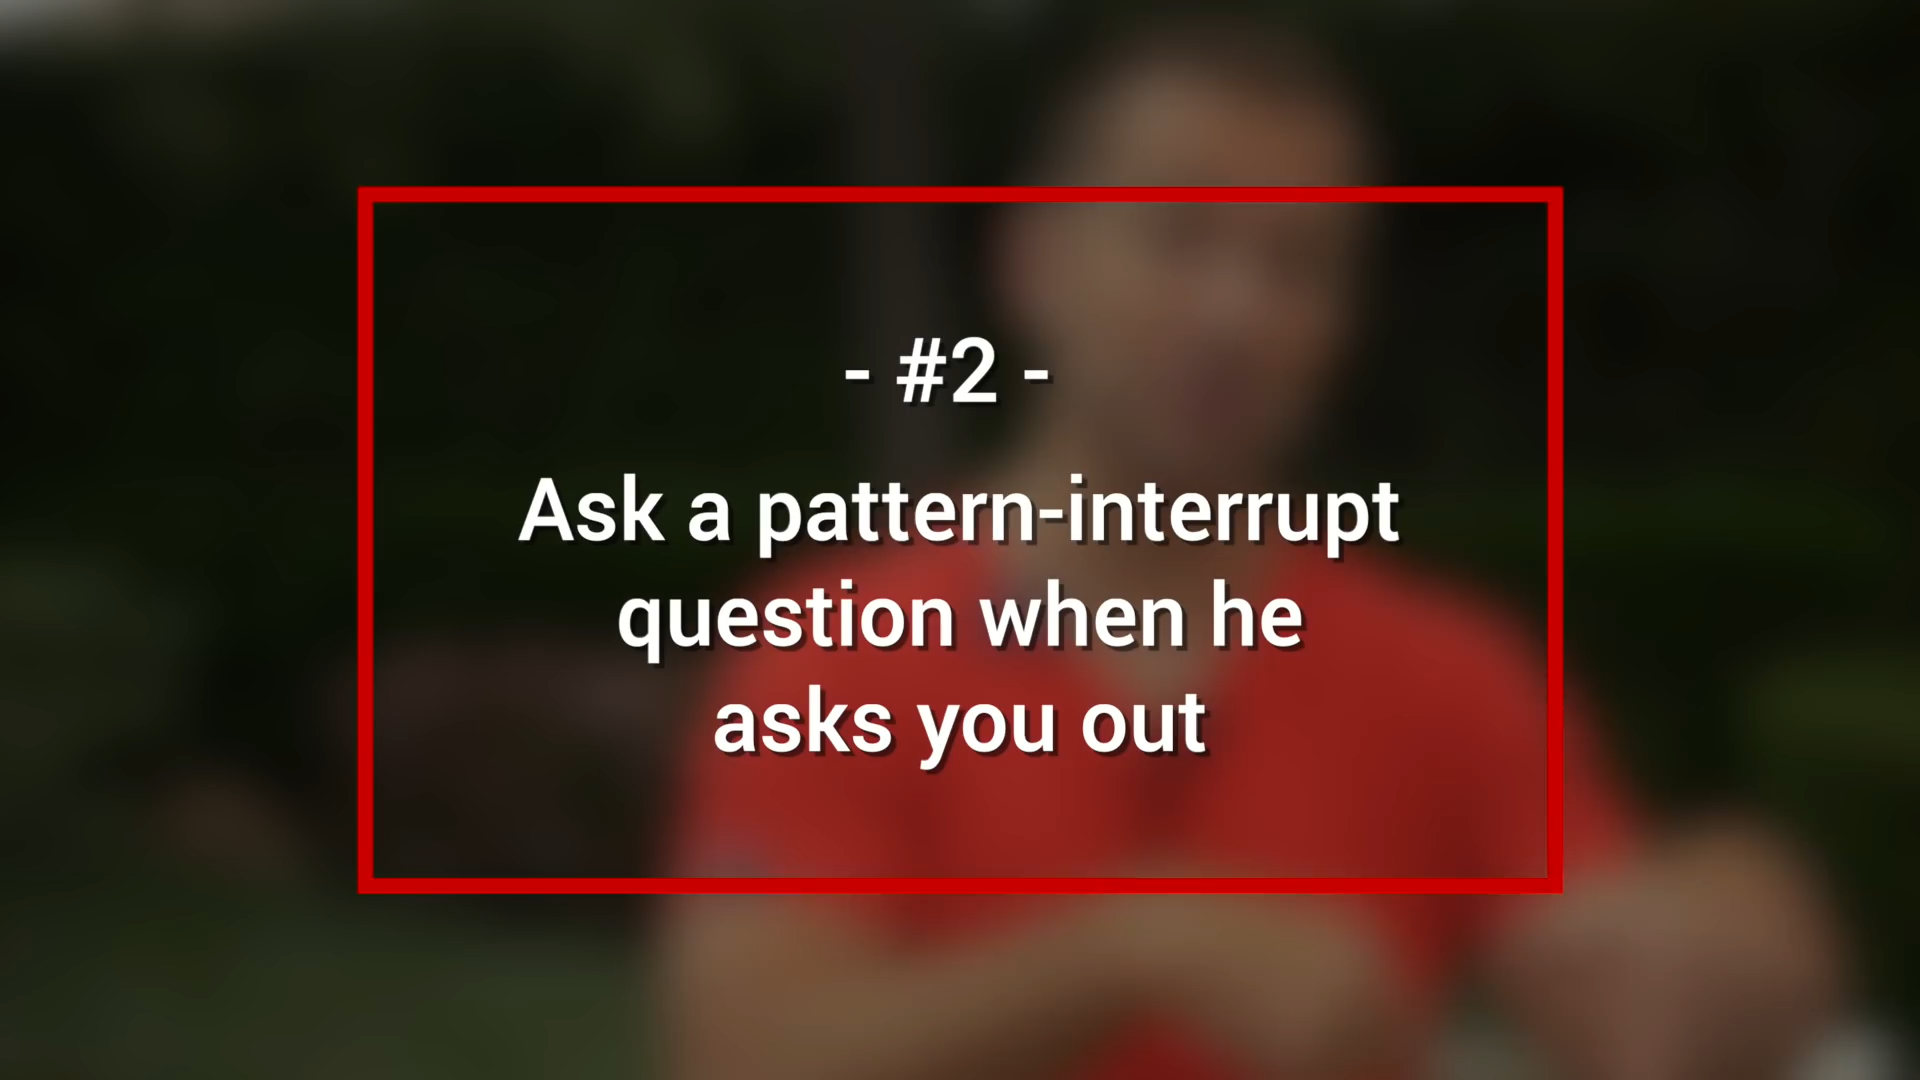 - #2 -
Ask a pattern-interrupt
question when he
asks you out